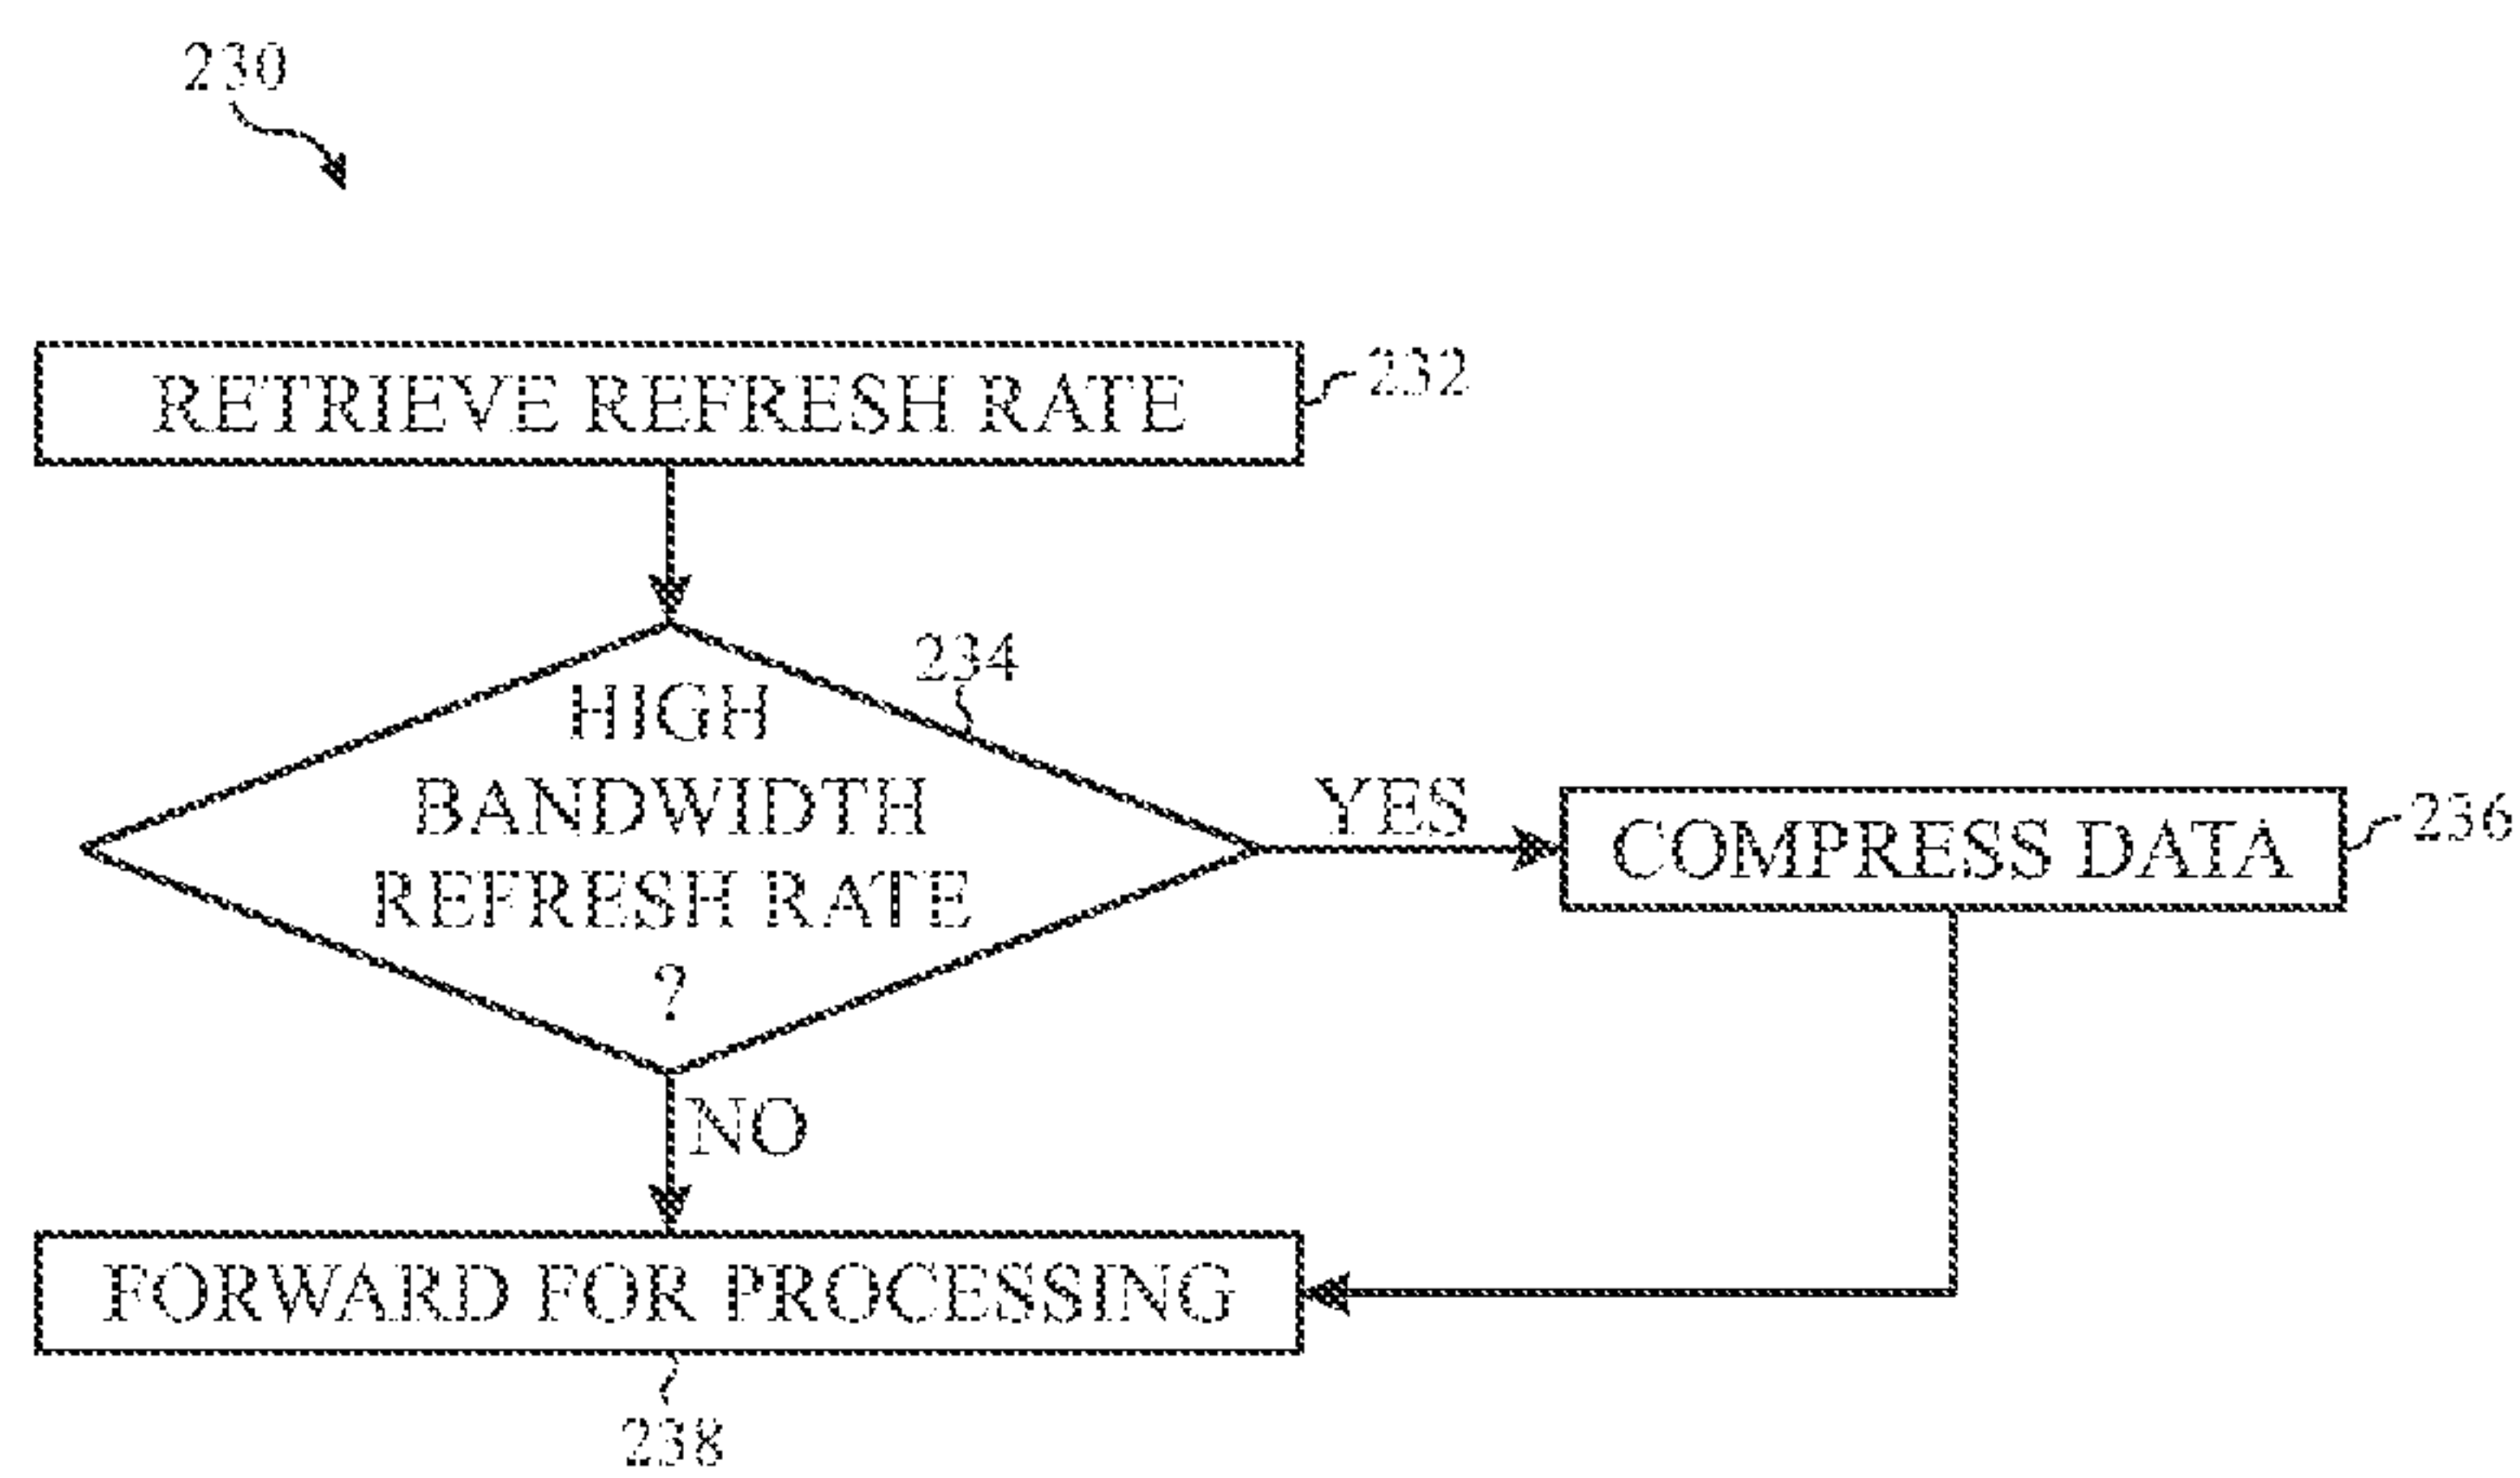 230
RETRIEVE REFRESH RATE
232
234
HIGH
BANDWIDTH
REFRESH RATE
?
YES
COMPRESS DATA
236
NO
FORWARD FOR PROCESSING
238